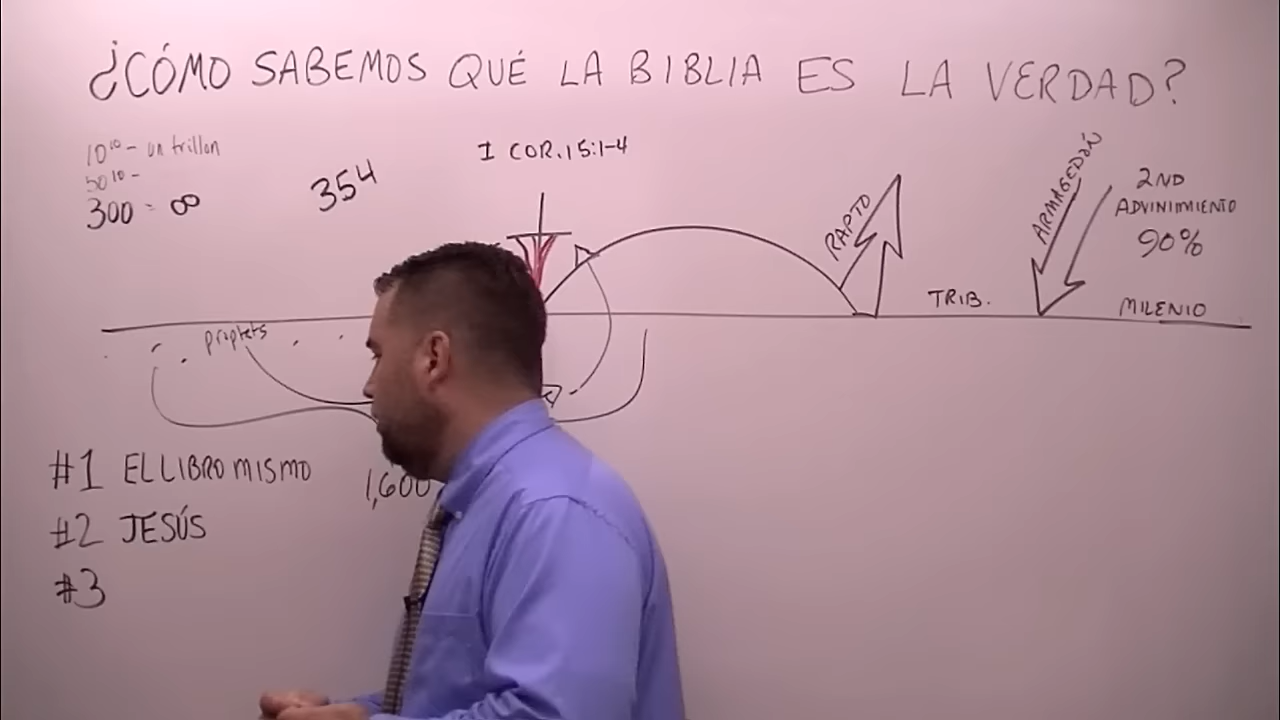 ¿CÓMO SABEMOS QUÉ LA BIBLIA ES LA VERDAD?
10¹⁰ - un trillon
50¹⁰ -
300 = ∞
354
I COR. 15:1-4
RAPTO
ARMAGEDÓN
2ND
ADVINIMIENTO
90%
TRIB.
MILENIO
prophets
#1 EL LIBRO MISMO
1,600
#2 JESÚS
#3